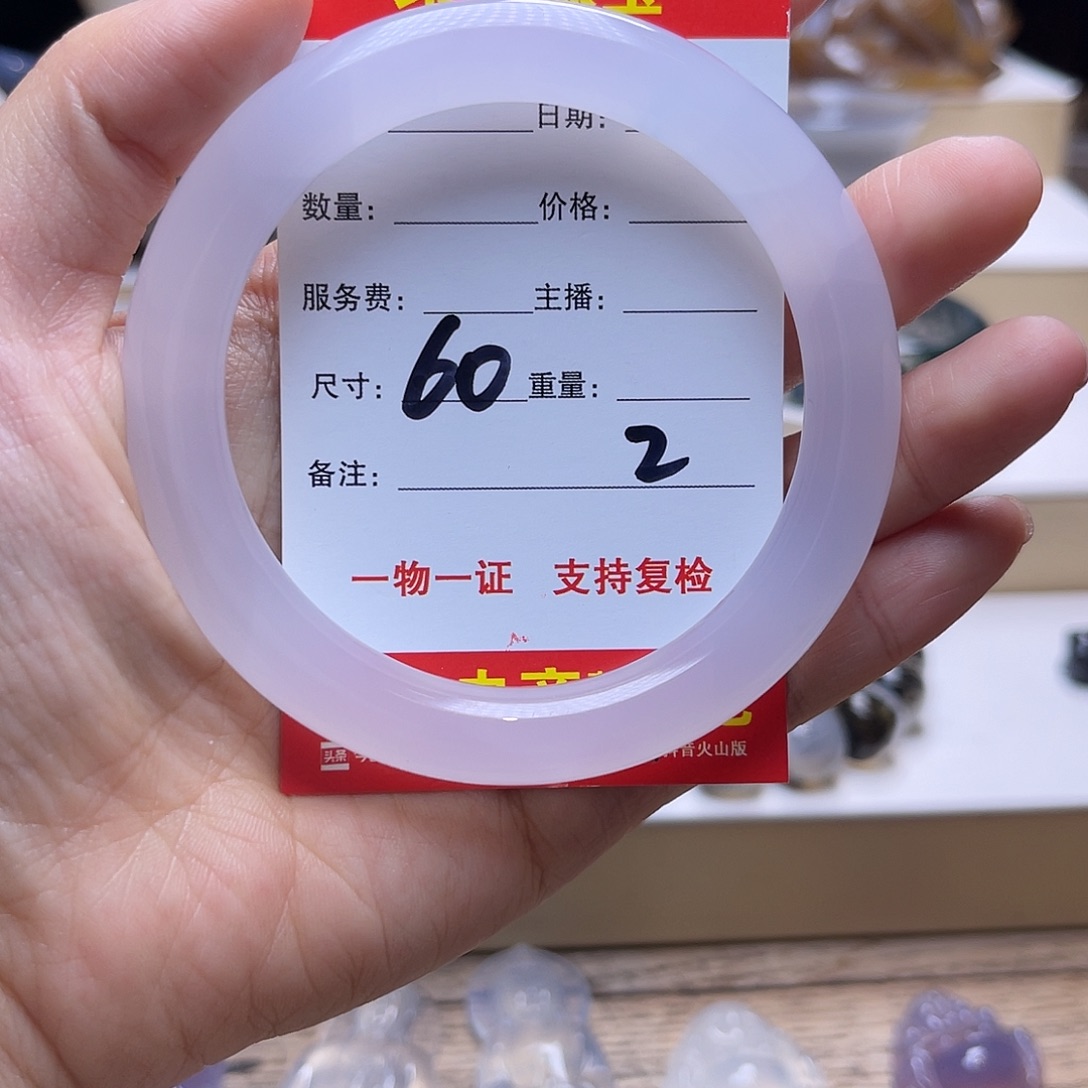 日期:
数量: 价格:
服务费: 主播:
尺寸: 60 重量:
2
备注:
一物一证 支持复检
头条
抖音火山版